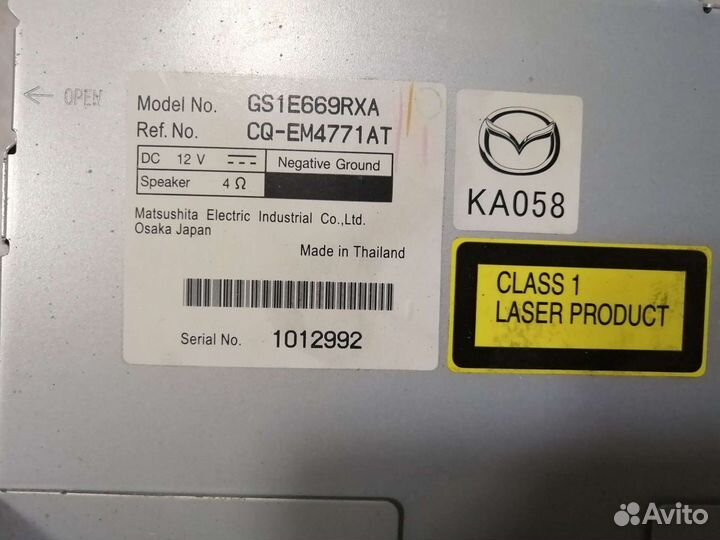 ← OPEN
Model No. GS1E669RXA
Ref. No. CQ-EM4771AT
DC 12 V Negative Ground
Speaker 4 Ω
Matsushita Electric Industrial Co.,Ltd.
Osaka Japan
Made in Thailand
Serial No. 1012992
KA058
CLASS 1
LASER PRODUCT
Avito